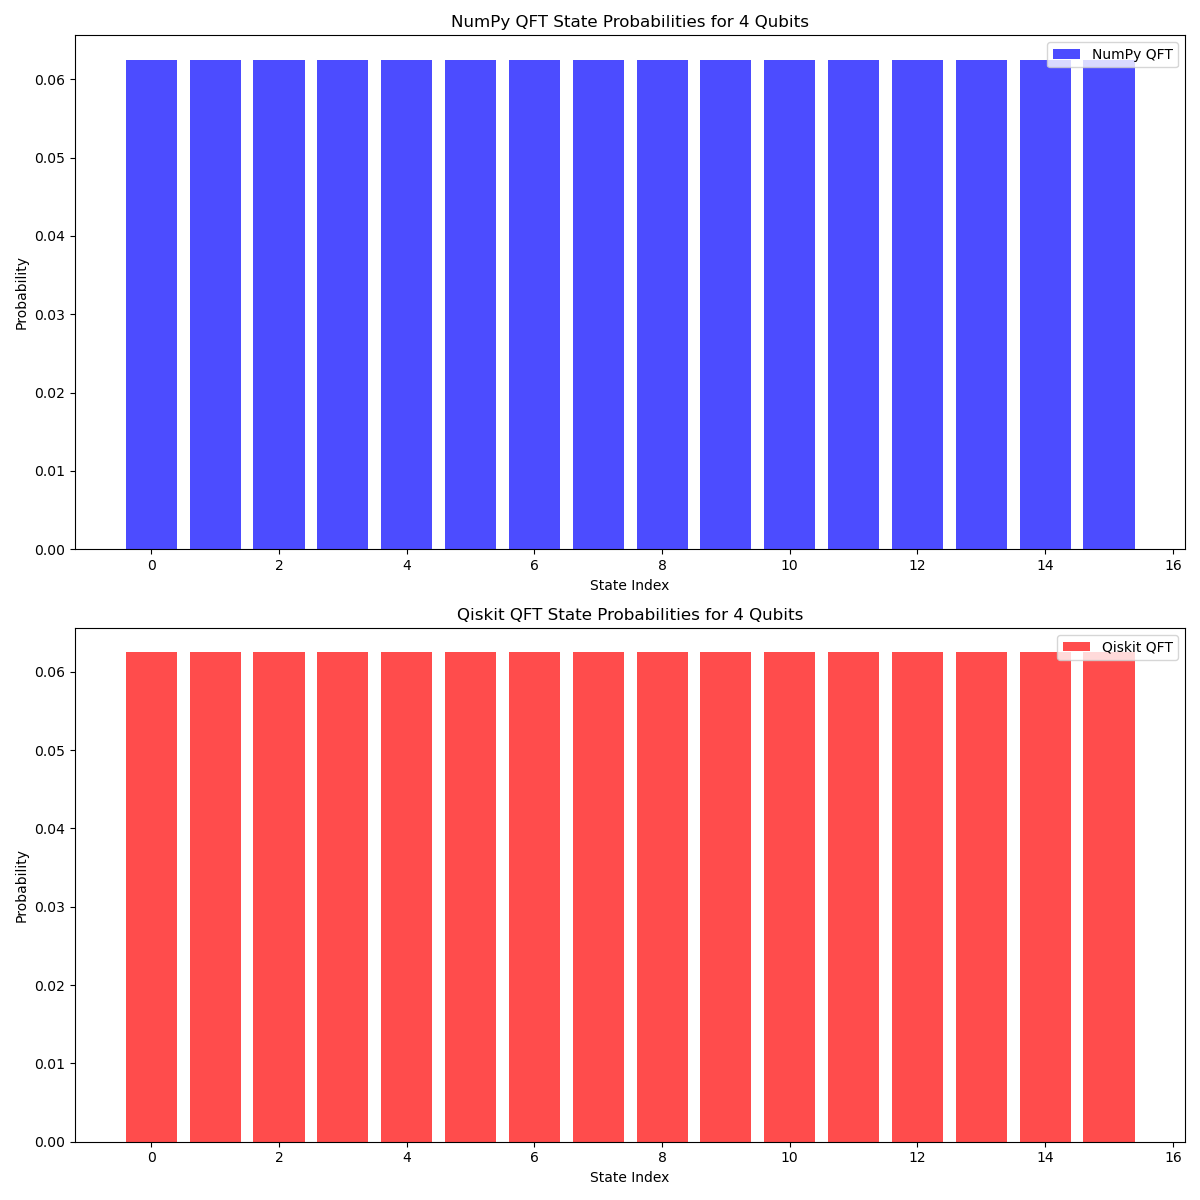 NumPy QFT State Probabilities for 4 Qubits
NumPy QFT
0.06
0.05
0.04
0.03
0.02
0.01
0.00
Probability
0 2 4 6 8 10 12 14 16
State Index
Qiskit QFT State Probabilities for 4 Qubits
Qiskit QFT
0.06
0.05
0.04
0.03
0.02
0.01
0.00
Probability
0 2 4 6 8 10 12 14 16
State Index